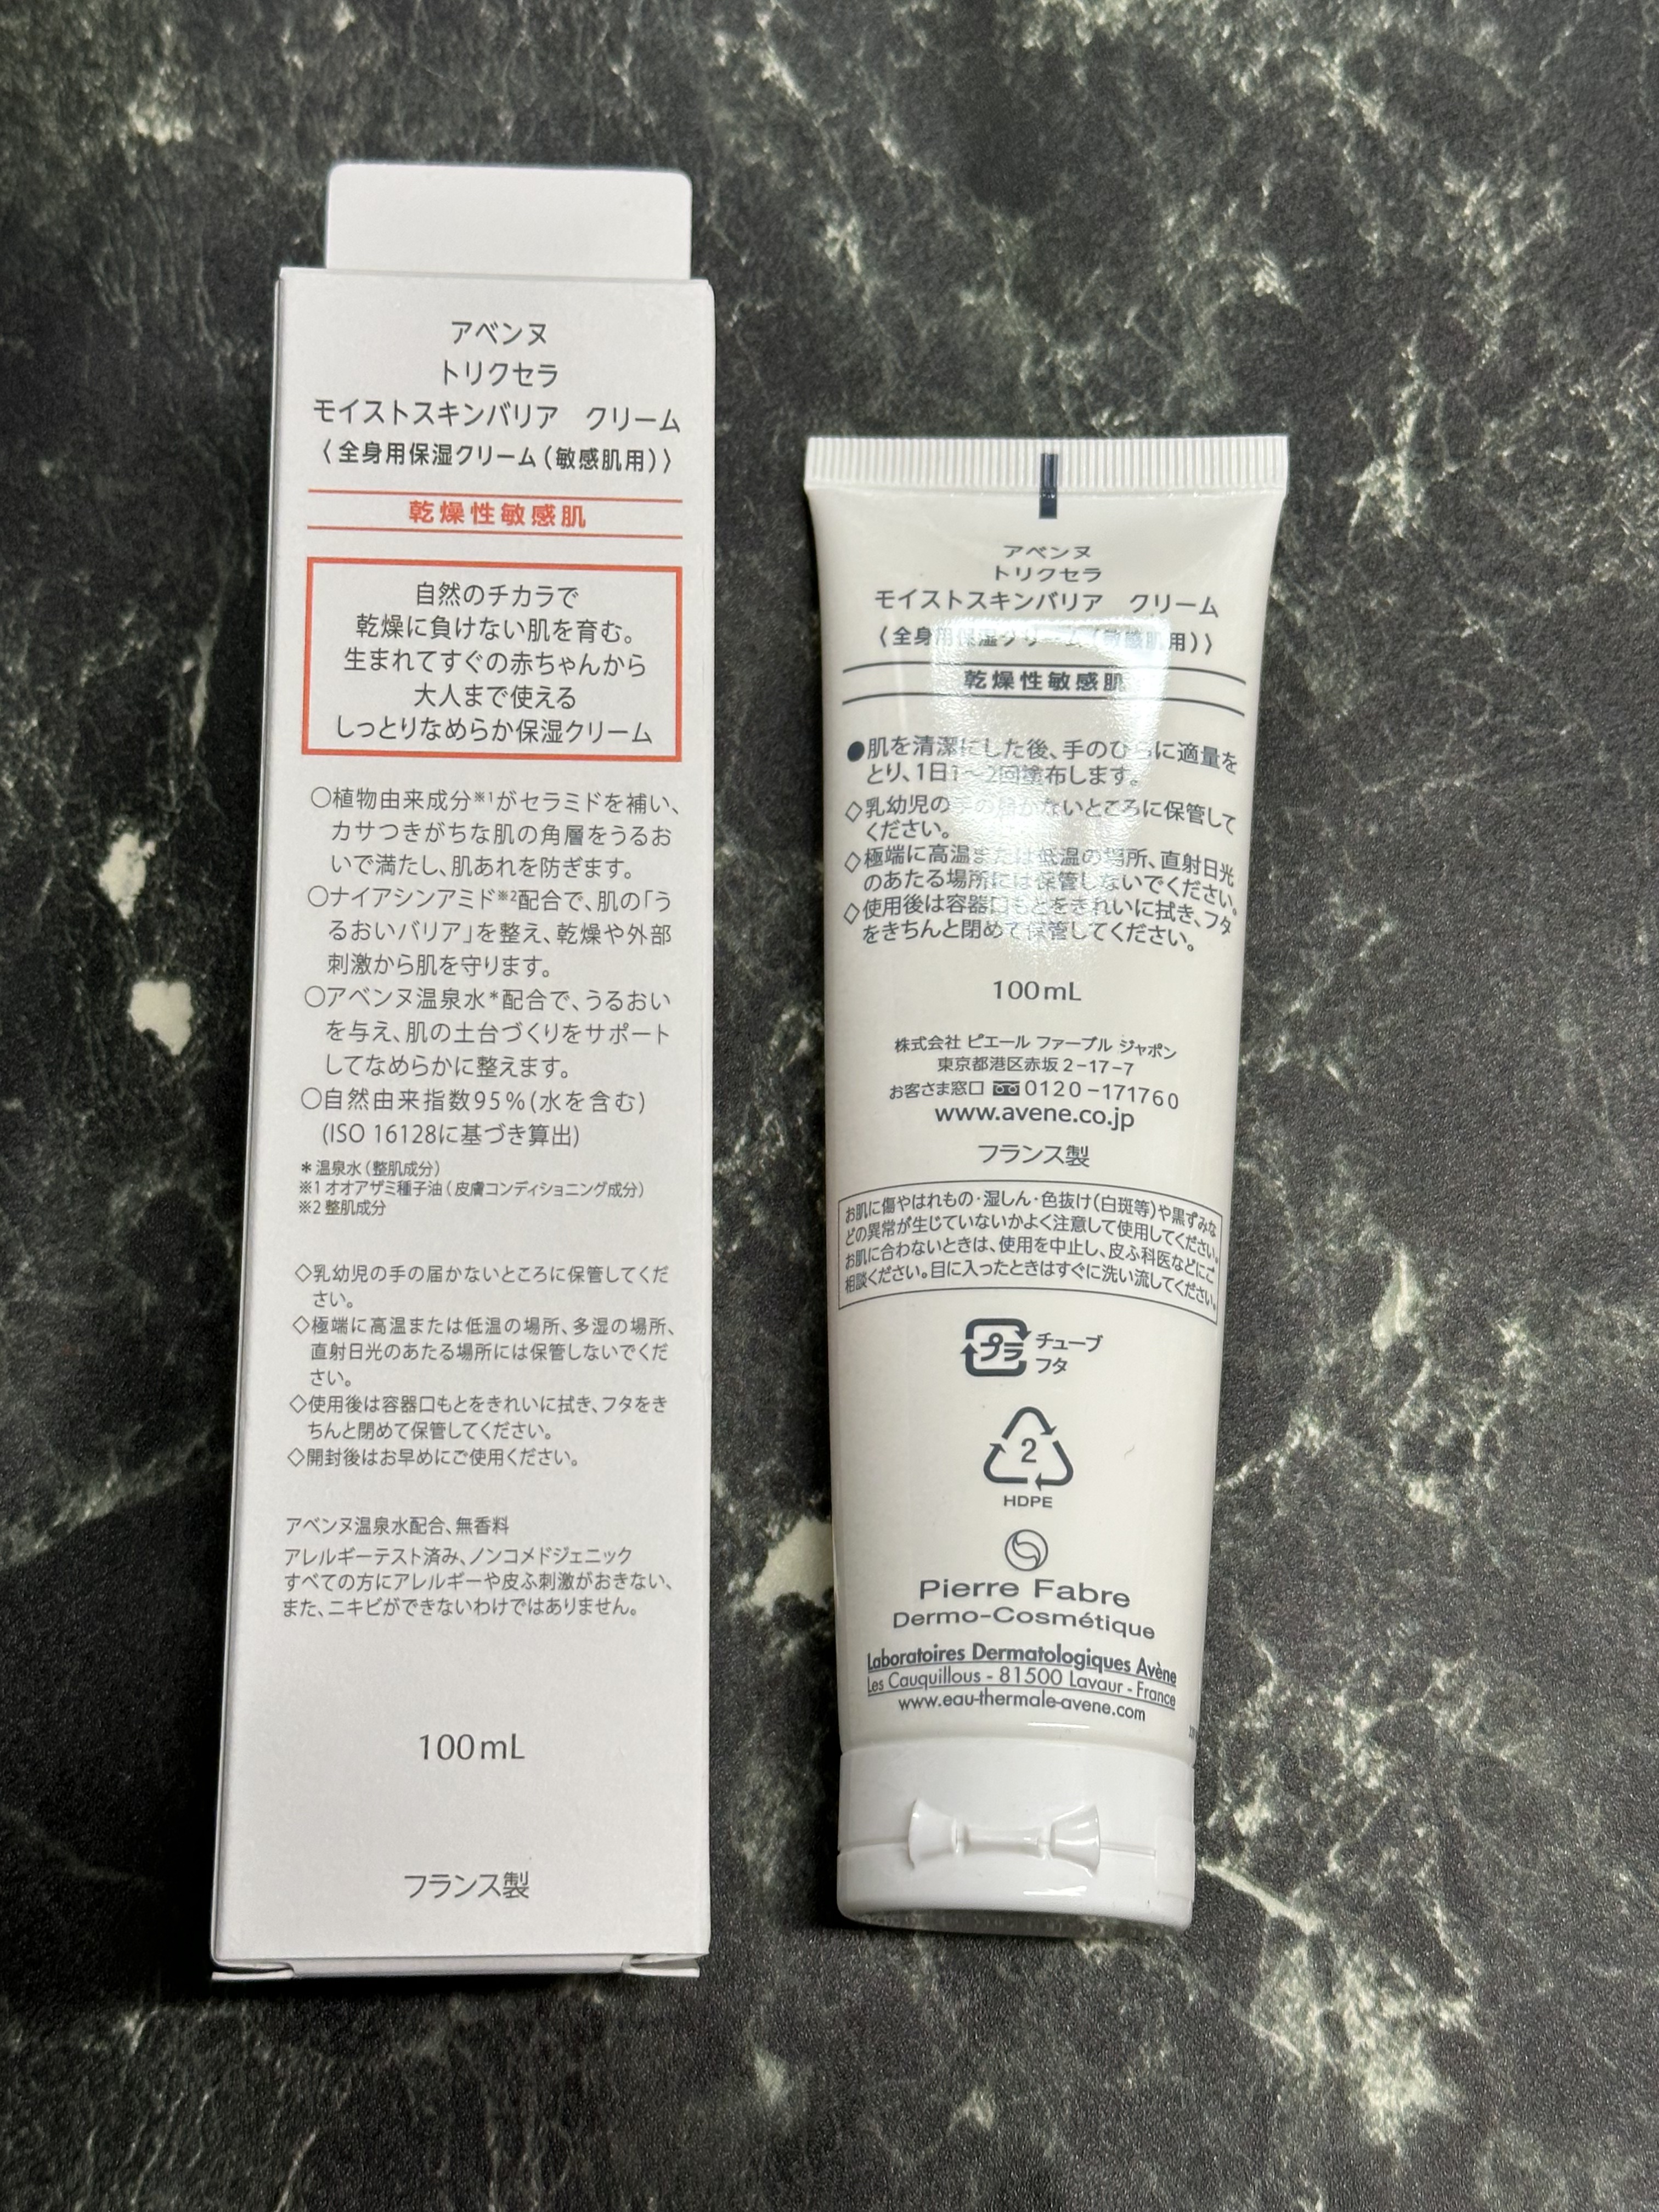 アベンヌ
トリクセラ
モイストスキンバリア　クリーム
〈全身用保湿クリーム（敏感肌用）〉
乾燥性敏感肌
自然のチカラで
乾燥に負けない肌を育む。
生まれてすぐの赤ちゃんから
大人まで使える
しっとりなめらか保湿クリーム
○植物由来成分※1がセラミドを補い、
カサつきがちな肌の角層をうるお
いで満たし、肌あれを防ぎます。
○ナイアシンアミド※2配合で、肌の「う
るおいバリア」を整え、乾燥や外部
刺激から肌を守ります。
○アベンヌ温泉水*配合で、うるおい
を与え、肌の土台づくりをサポート
してなめらかに整えます。
○自然由来指数95%(水を含む)
(ISO 16128に基づき算出)
*温泉水（整肌成分）
※1 オオアザミ種子油（皮膚コンディショニング成分）
※2 整肌成分
◇乳幼児の手の届かないところに保管してくだ
さい。
◇極端に高温または低温の場所、多湿の場所、
直射日光のあたる場所には保管しないでくだ
さい。
◇使用後は容器口もとをきれいに拭き、フタをき
ちんと閉めて保管してください。
◇開封後はお早めにご使用ください。
アベンヌ温泉水配合、無香料
アレルギーテスト済み、ノンコメドジェニック
すべての方にアレルギーや皮ふ刺激がおきない、
また、ニキビができないわけではありません。
100mL
フランス製
アベンヌ
トリクセラ
モイストスキンバリア　クリーム
〈全身用保湿クリーム（敏感肌用）〉
乾燥性敏感肌
●肌を清潔にした後、手のひらに適量を
とり、1日1～2回塗布します。
◇乳幼児の手の届かないところに保管して
ください。
◇極端に高温または低温の場所、直射日光
のあたる場所には保管しないでください。
◇使用後は容器口もとをきれいに拭き、フタ
をきちんと閉めて保管してください。
100mL
株式会社 ピエール ファーブル ジャポン
東京都港区赤坂 2-17-7
お客さま窓口 0120-171760
www.avene.co.jp
フランス製
お肌に傷やはれもの・湿しん・色抜け（白斑等）や黒ずみな
どの異常が生じていないかよく注意して使用してください。
お肌に合わないときは、使用を中止し、皮ふ科医などにご
相談ください。目に入ったときはすぐに洗い流してください。
プラ チューブ
フタ
2
HDPE
Pierre Fabre
Dermo-Cosmétique
Laboratoires Dermatologiques Avène
Les Cauquillous - 81500 Lavaur - France
www.eau-thermale-avene.com